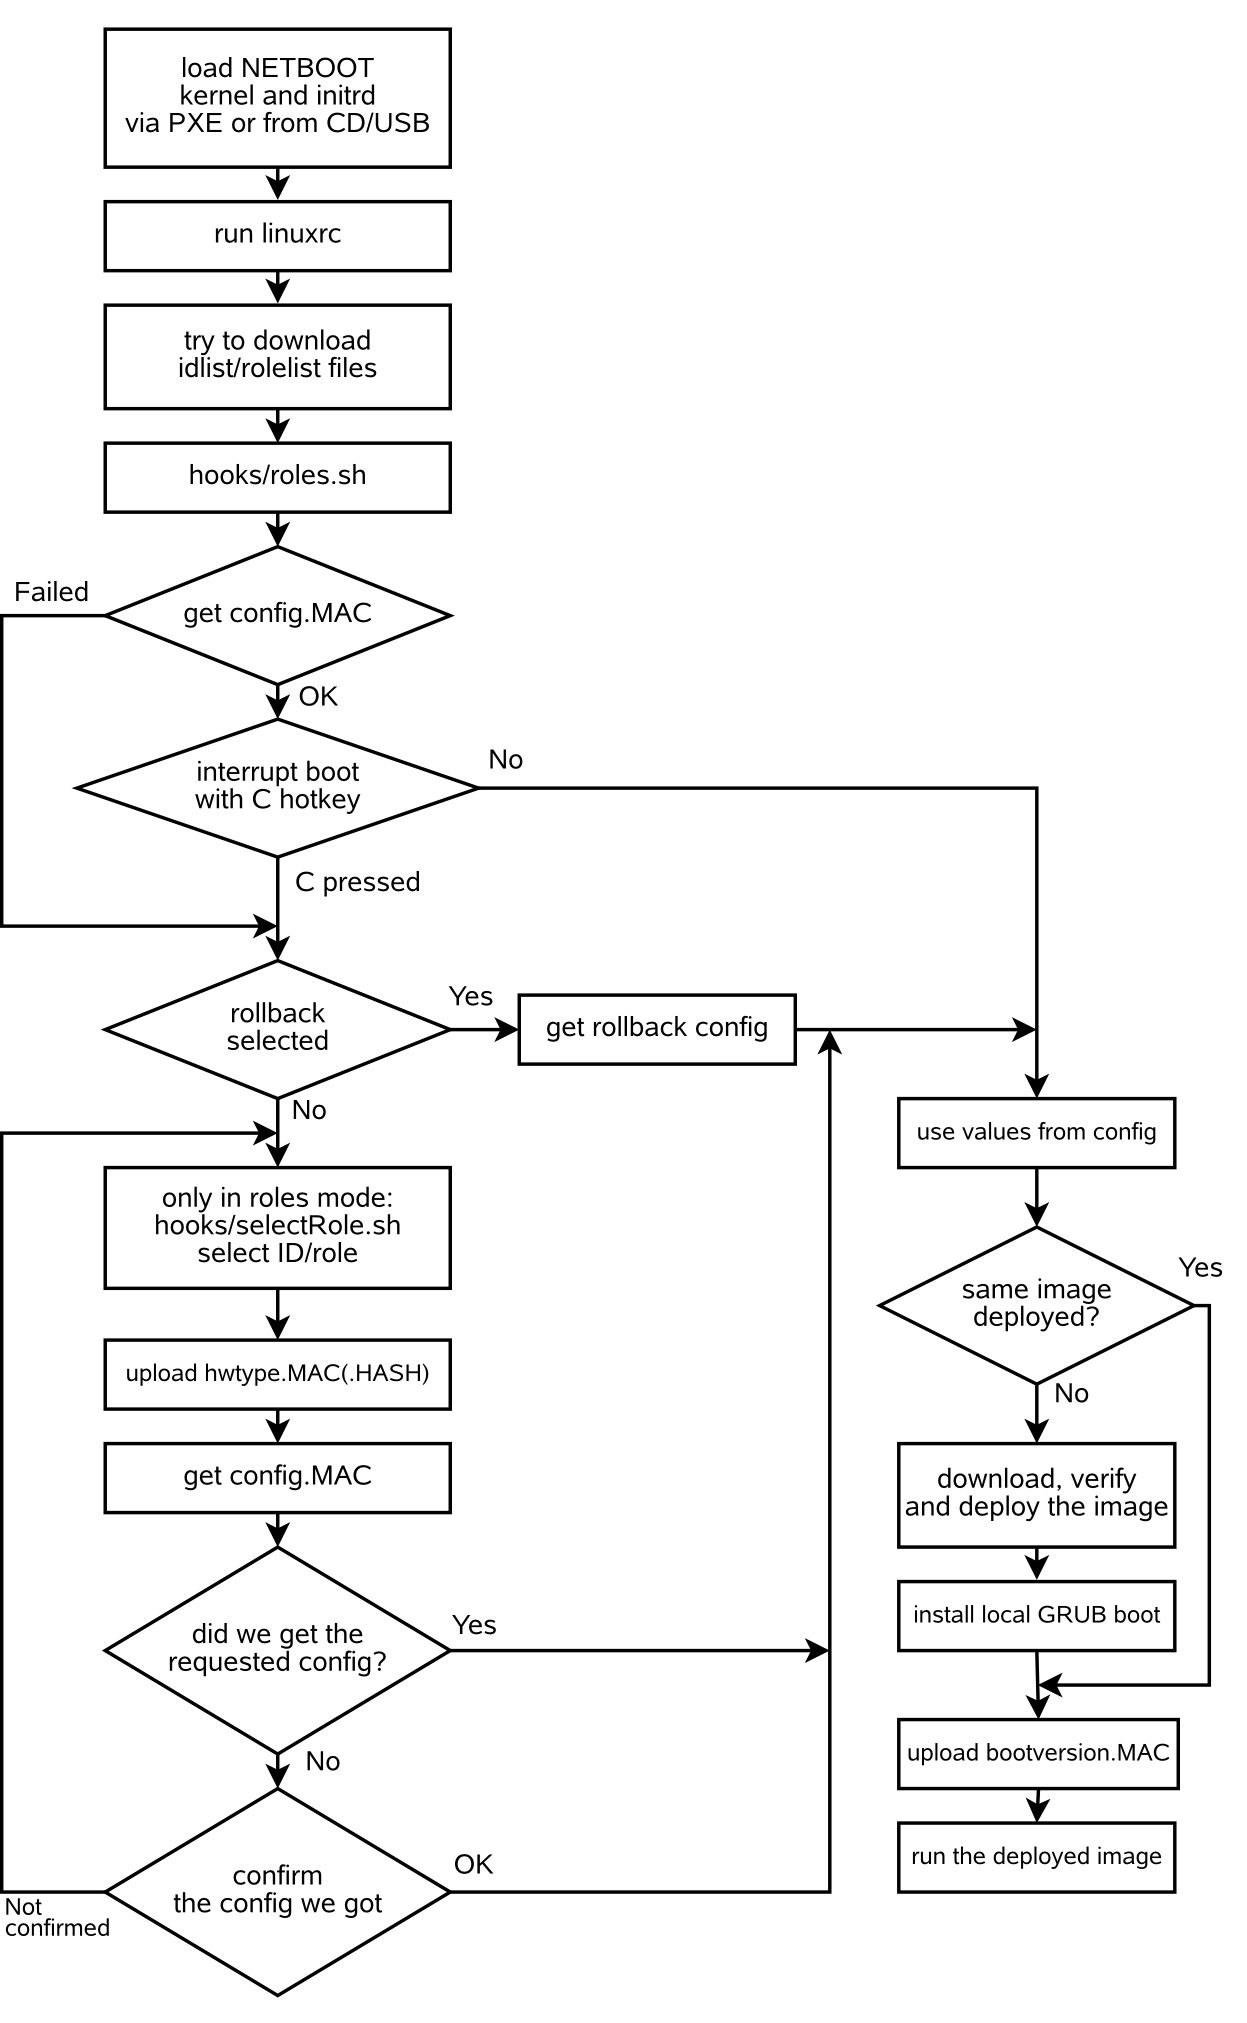 load NETBOOT
kernel and initrd
via PXE or from CD/USB
run linuxrc
try to download
idlist/rolelist files
hooks/roles.sh
Failed
get config.MAC
OK
interrupt boot
with C hotkey
No
C pressed
rollback
selected
Yes
get rollback config
No
use values from config
only in roles mode:
hooks/selectRole.sh
select ID/role
same image
deployed?
Yes
upload hwtype.MAC(.HASH)
No
get config.MAC
download, verify
and deploy the image
did we get the
requested config?
Yes
install local GRUB boot
No
upload bootversion.MAC
confirm
the config we got
OK
run the deployed image
Not
confirmed